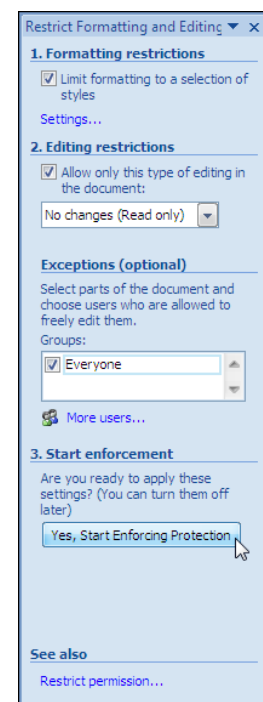 Restrict Formatting and Editing
1. Formatting restrictions
Limit formatting to a selection of
styles
Settings...
2. Editing restrictions
Allow only this type of editing in
the document:
No changes (Read only)
Exceptions (optional)
Select parts of the document and
choose users who are allowed to
freely edit them.
Groups:
Everyone
More users...
3. Start enforcement
Are you ready to apply these
settings? (You can turn them off
later)
Yes, Start Enforcing Protection
See also
Restrict permission...